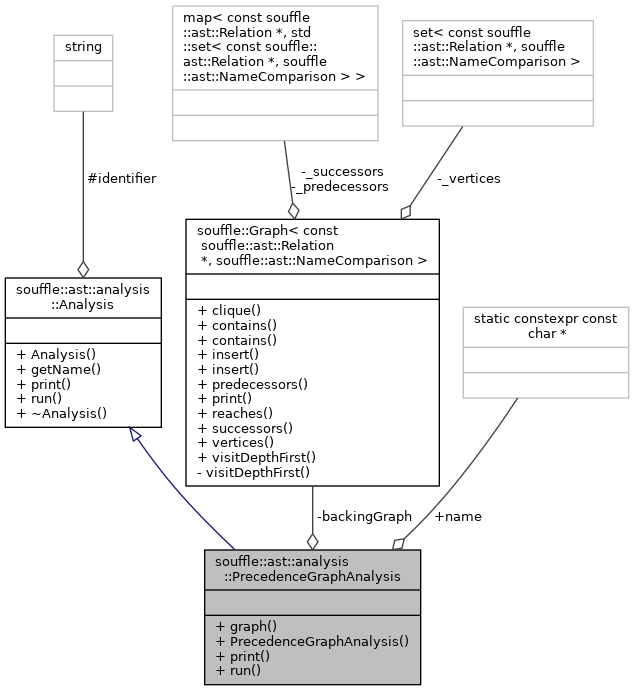 map< const souffle
::ast::Relation *, std
::set< const souffle::
ast::Relation *, souffle
::ast::NameComparison > >
set< const souffle
::ast::Relation *, souffle
::ast::NameComparison >
string
-_successors
-_predecessors
-_vertices
#identifier
souffle::Graph< const
souffle::ast::Relation
*, souffle::ast::NameComparison >
+ clique()
+ contains()
+ contains()
+ insert()
+ insert()
+ predecessors()
+ print()
+ reaches()
+ successors()
+ vertices()
+ visitDepthFirst()
- visitDepthFirst()
souffle::ast::analysis
::Analysis
+ Analysis()
+ getName()
+ print()
+ run()
+ ~Analysis()
static constexpr const
char *
-backingGraph
+name
souffle::ast::analysis
::PrecedenceGraphAnalysis
+ graph()
+ PrecedenceGraphAnalysis()
+ print()
+ run()